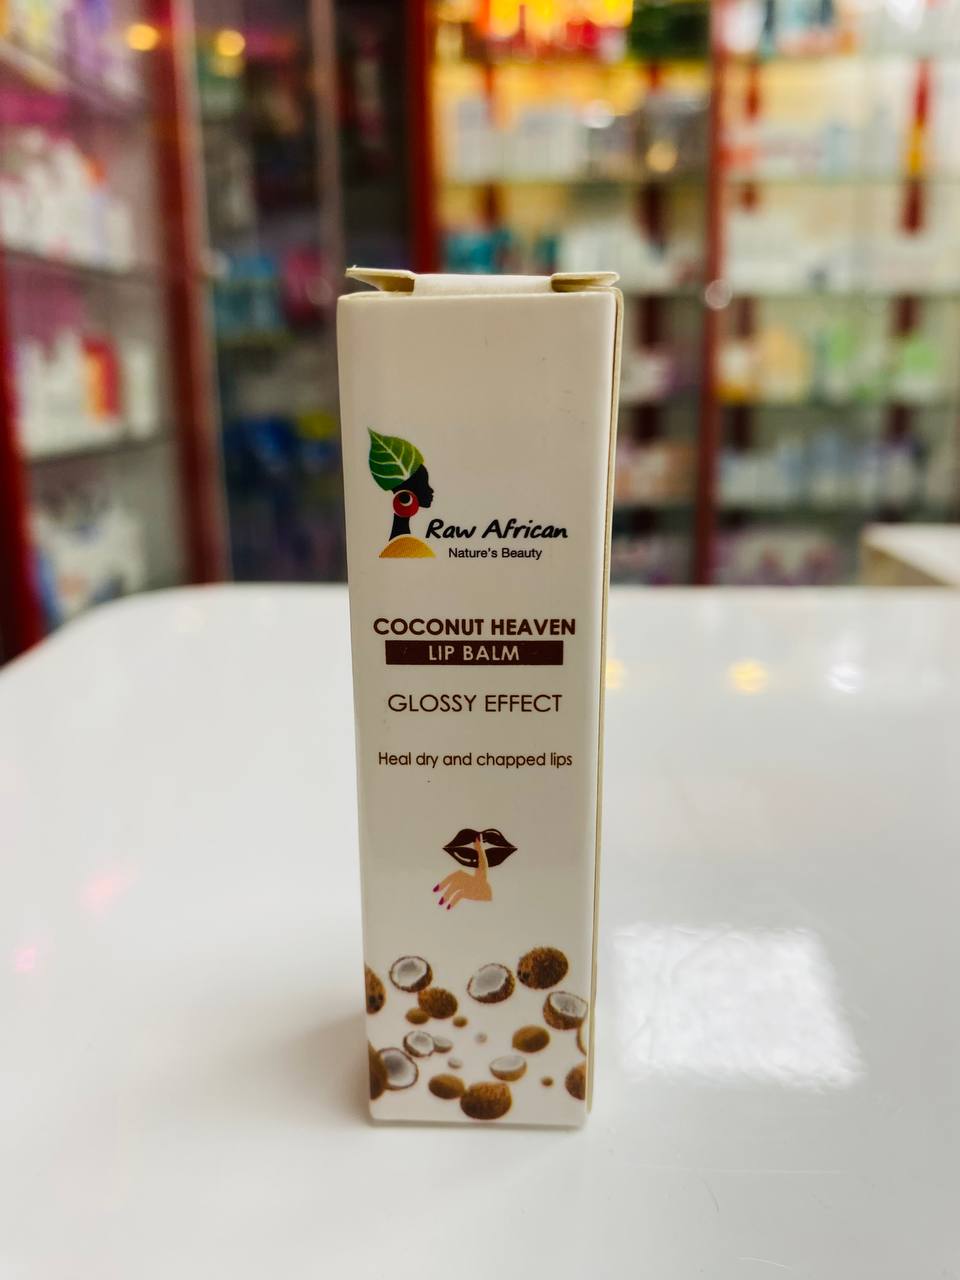 Raw African
Nature's Beauty
COCONUT HEAVEN
LIP BALM
GLOSSY EFFECT
Heal dry and chapped lips